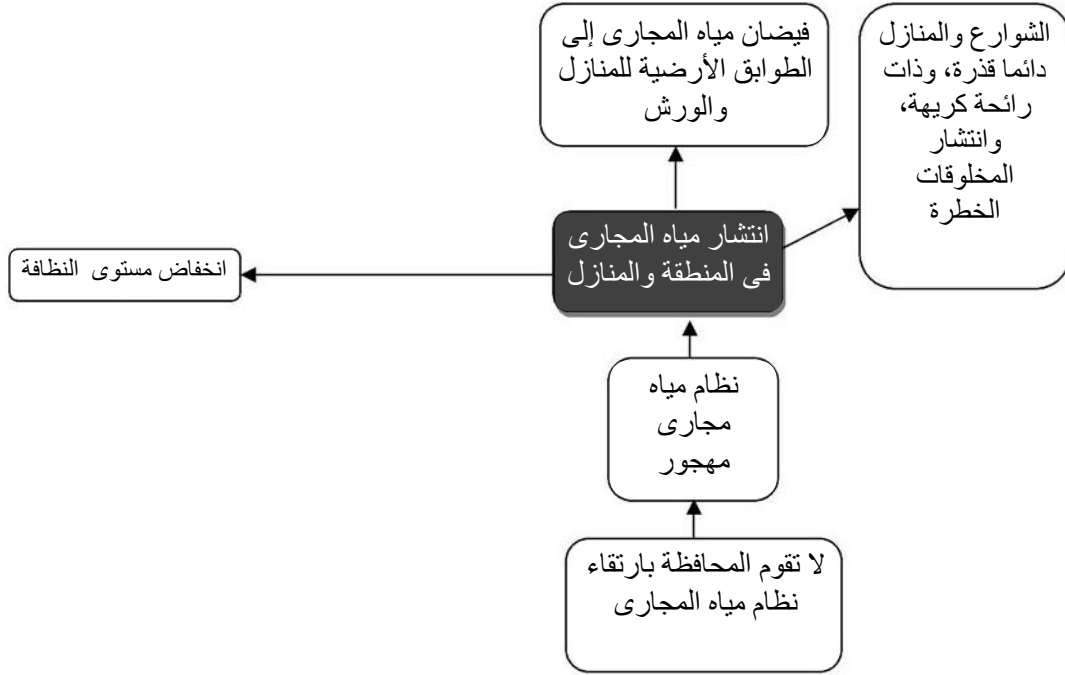 فيضان مياه المجارى إلى
الطوابق الأرضية للمنازل
والورش
الشوارع والمنازل
دائما قذرة، وذات
رائحة كريهة،
وانتشار
المخلوقات
الخطرة
انتشار مياه المجارى
فى المنطقة والمنازل
انخفاض مستوى النظافة
نظام مياه
مجارى
مهجور
لا تقوم المحافظة بارتقاء
نظام مياه المجارى